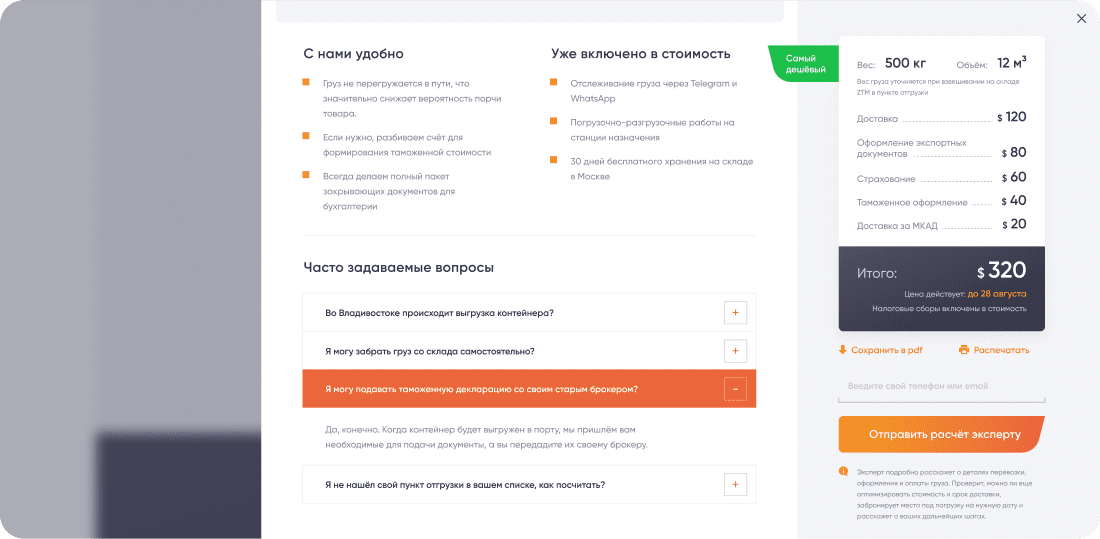 С нами удобно
Груз не перегружается в пути, что
значительно снижает вероятность порчи
товара.
Если нужно, разбиваем счёт для
формирования таможенной стоимости
Всегда делаем полный пакет
закрывающих документов для
бухгалтерии
Уже включено в стоимость
Отслеживание груза через Telegram и
WhatsApp
Погрузочно-разгрузочные работы на
станции назначения
30 дней бесплатного хранения на складе
в Москве
Часто задаваемые вопросы
Во Владивостоке происходит выгрузка контейнера?
+
Я могу забрать груз со склада самостоятельно?
+
Я могу подавать таможенную декларацию со своим старым брокером?
−
Да, конечно. Когда контейнер будет выгружен в порту, мы пришлём вам
необходимые для подачи документы, а вы передадите их своему брокеру.
Я не нашёл свой пункт отгрузки в вашем списке, как посчитать?
+
Самый
дешёвый
Вес: 500 кг Объём: 12 м³
Вес груза уточняется при взвешивании на складе
ZTM в пункте отгрузки
Доставка $ 120
Оформление экспортных
документов $ 80
Страхование $ 60
Таможенное оформление $ 40
Доставка за МКАД $ 20
Итого: $ 320
Цена действует: до 28 августа
Налоговые сборы включены в стоимость
Сохранить в pdf Распечатать
Введите свой телефон или email
Отправить расчёт эксперту
Эксперт подробно расскажет о деталях перевозки,
оформления и оплаты груза. Проверит, можно ли еще
оптимизировать стоимость и срок доставки,
забронирует место под погрузку на нужную дату и
расскажет о ваших дальнейших шагах.